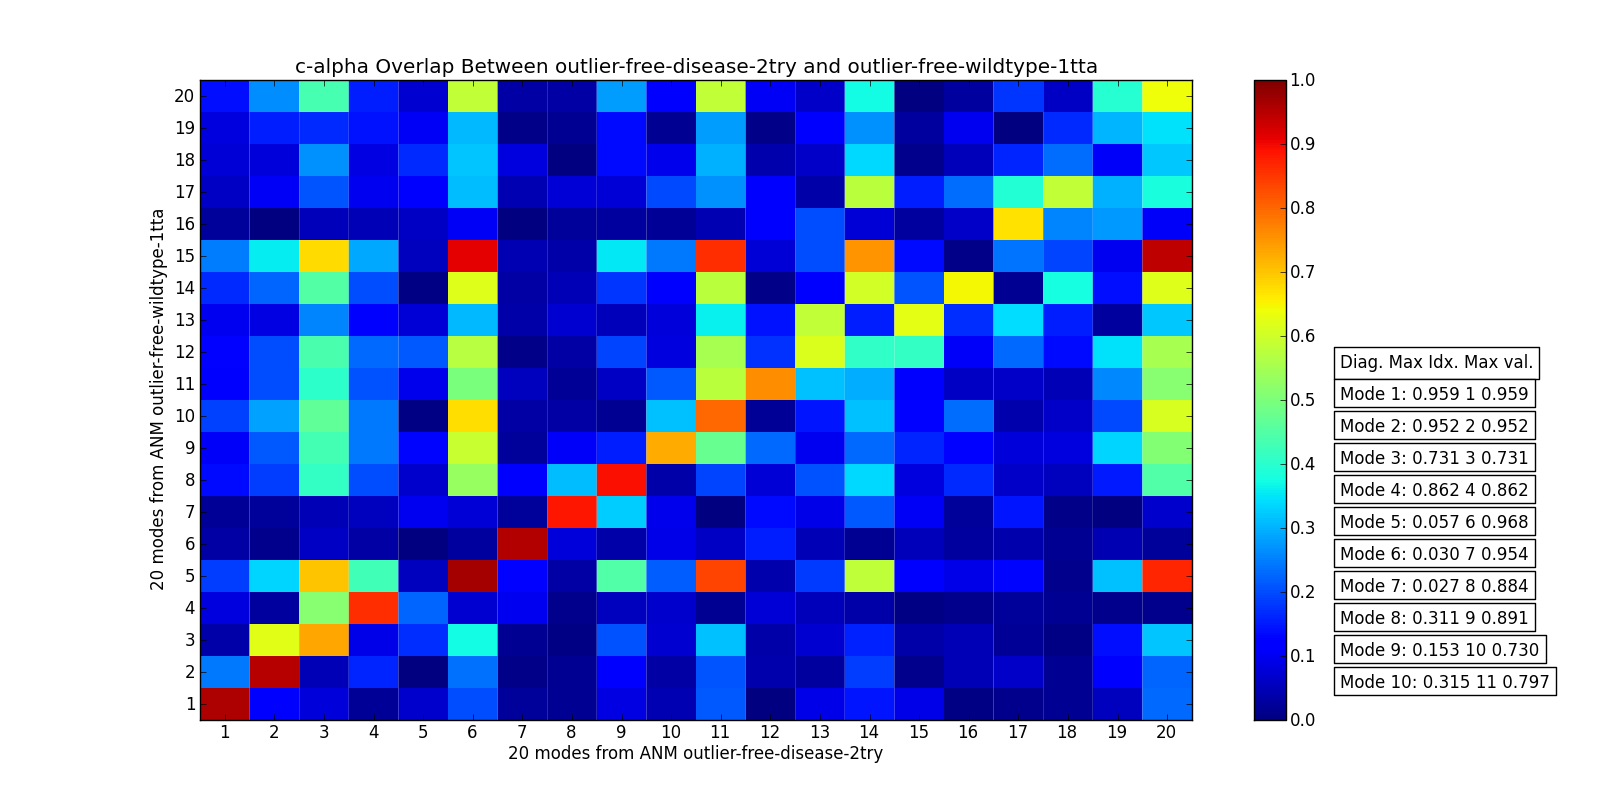 c-alpha Overlap Between outlier-free-disease-2try and outlier-free-wildtype-1tta
20 modes from ANM outlier-free-wildtype-1tta
20
19
18
17
16
15
14
13
12
11
10
9
8
7
6
5
4
3
2
1
1 2 3 4 5 6 7 8 9 10 11 12 13 14 15 16 17 18 19 20
20 modes from ANM outlier-free-disease-2try
1.0
0.9
0.8
0.7
0.6
0.5
0.4
0.3
0.2
0.1
0.0
Diag. Max Idx. Max val.
Mode 1: 0.959 1 0.959
Mode 2: 0.952 2 0.952
Mode 3: 0.731 3 0.731
Mode 4: 0.862 4 0.862
Mode 5: 0.057 6 0.968
Mode 6: 0.030 7 0.954
Mode 7: 0.027 8 0.884
Mode 8: 0.311 9 0.891
Mode 9: 0.153 10 0.730
Mode 10: 0.315 11 0.797